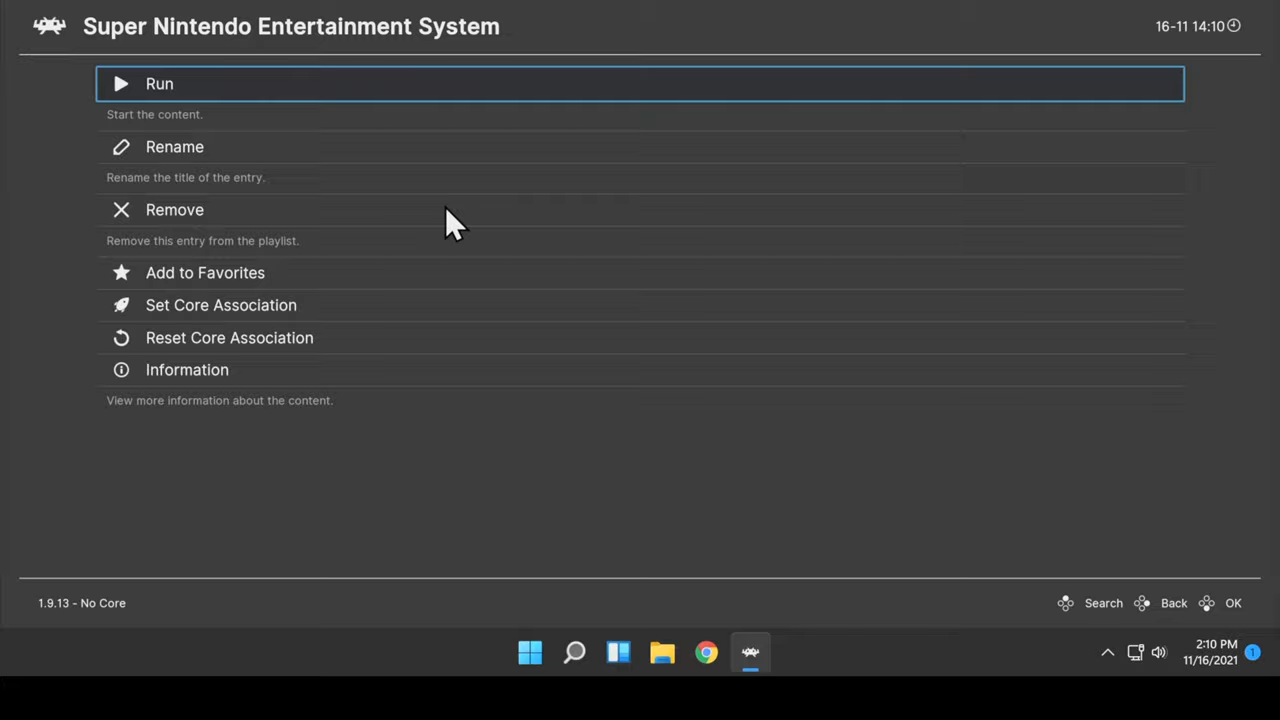 Super Nintendo Entertainment System
16-11 14:10
Run
Start the content.
Rename
Rename the title of the entry.
Remove
Remove this entry from the playlist.
Add to Favorites
Set Core Association
Reset Core Association
Information
View more information about the content.
1.9.13 - No Core
Search Back OK
2:10 PM
11/16/2021
1